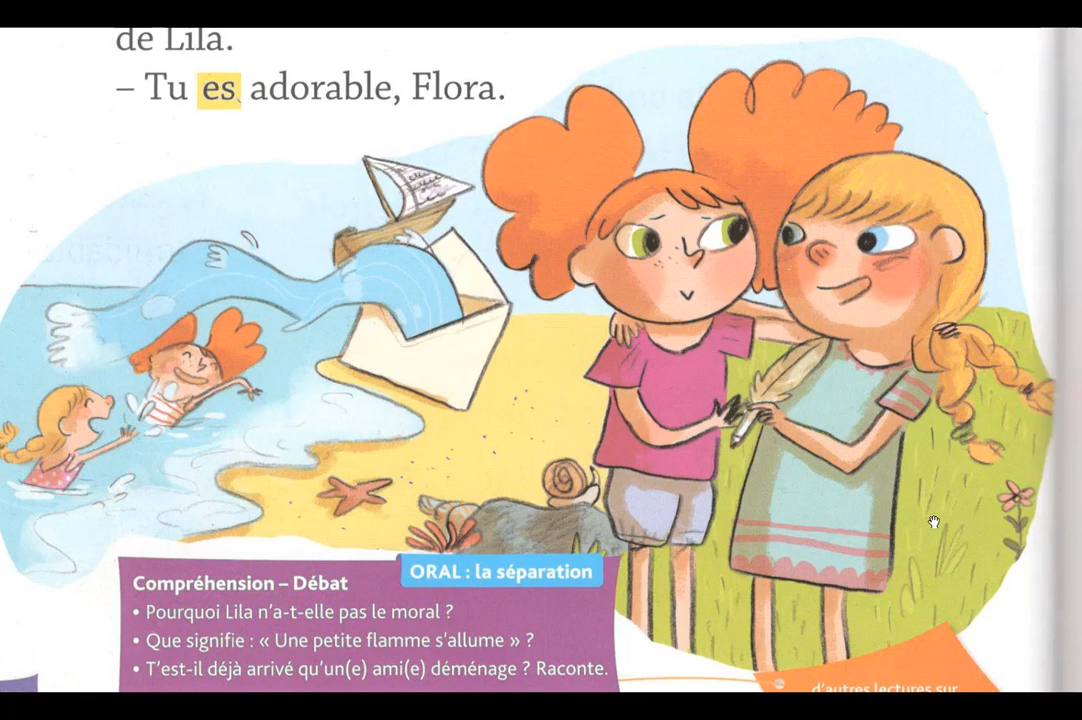 de Lila.
– Tu es adorable, Flora.
ORAL : la séparation
Compréhension – Débat
• Pourquoi Lila n'a-t-elle pas le moral ?
• Que signifie : « Une petite flamme s'allume » ?
• T'est-il déjà arrivé qu'un(e) ami(e) déménage ? Raconte.
d'autres lectures sur